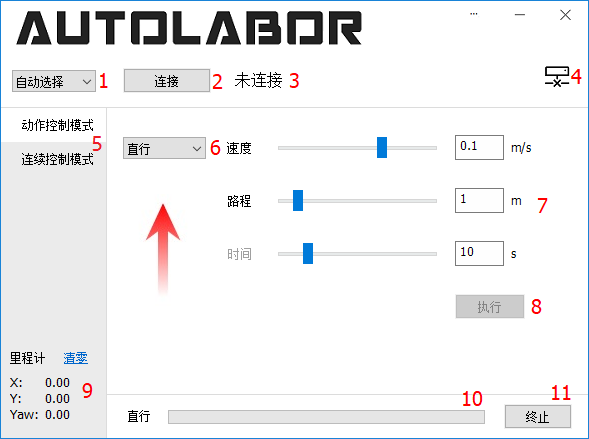 AUTOLABOR
自动选择 1 连接 2 未连接 3 4
动作控制模式
5
连续控制模式
直行 6 速度 0.1 m/s
路程 1 m 7
时间 10 s
执行 8
里程计 清零
X: 0.00
Y: 0.00 9
Yaw: 0.00
直行 10 终止 11